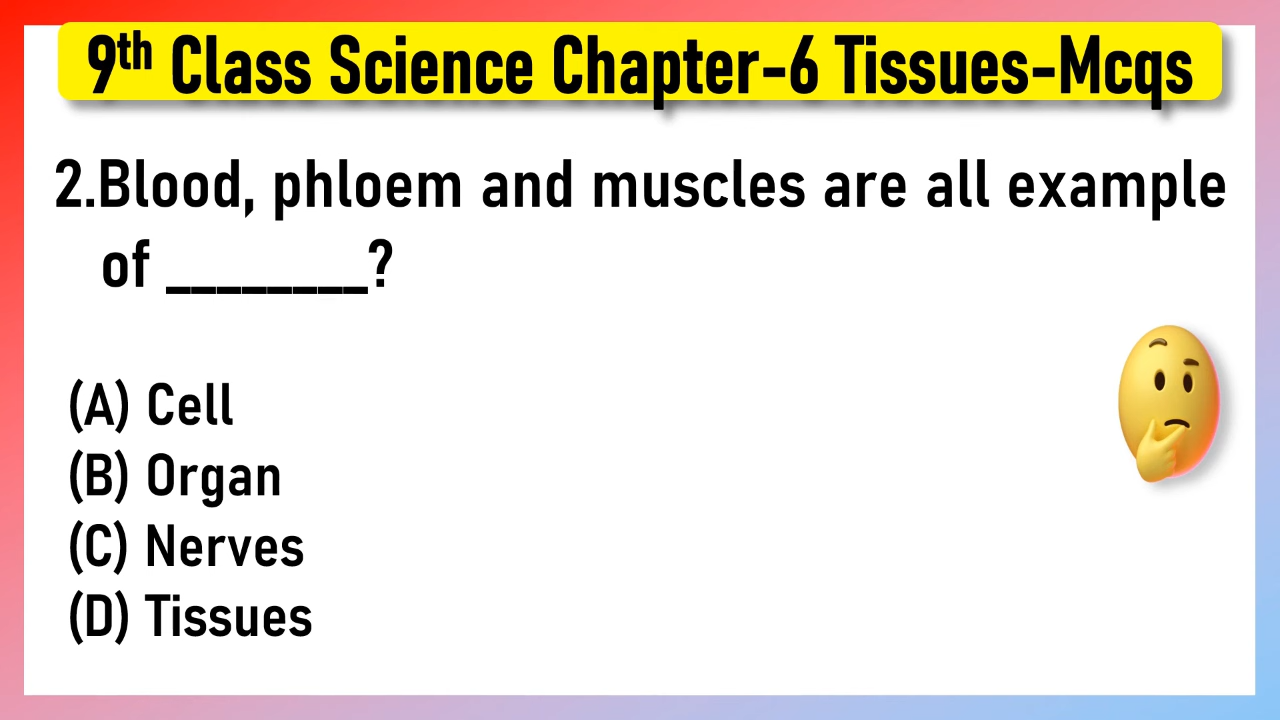 9th Class Science Chapter-6 Tissues-Mcqs
2.Blood, phloem and muscles are all example
of ________?
(A) Cell
(B) Organ
(C) Nerves
(D) Tissues